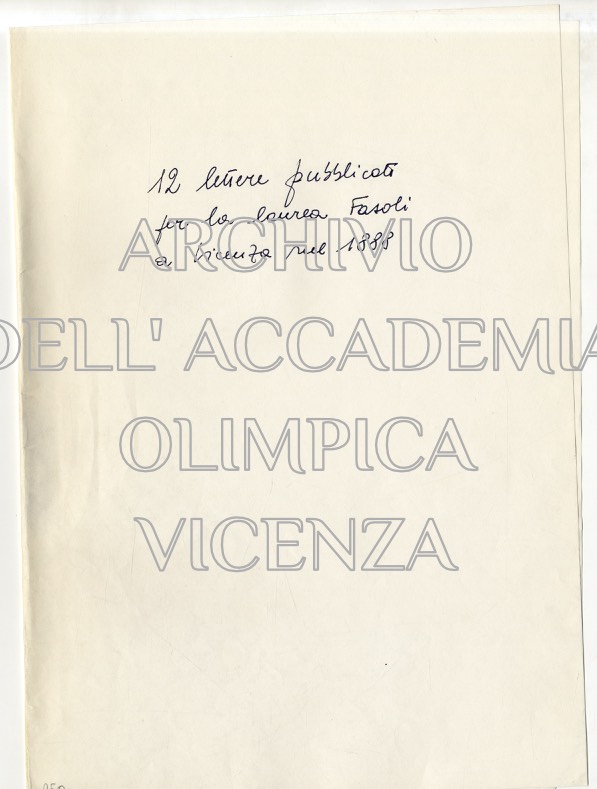 12 lettere pubblicate
per la laurea Fasoli
a Vicenza nel 1888
ARCHIVIO
DELL' ACCADEMIA
OLIMPICA
VICENZA